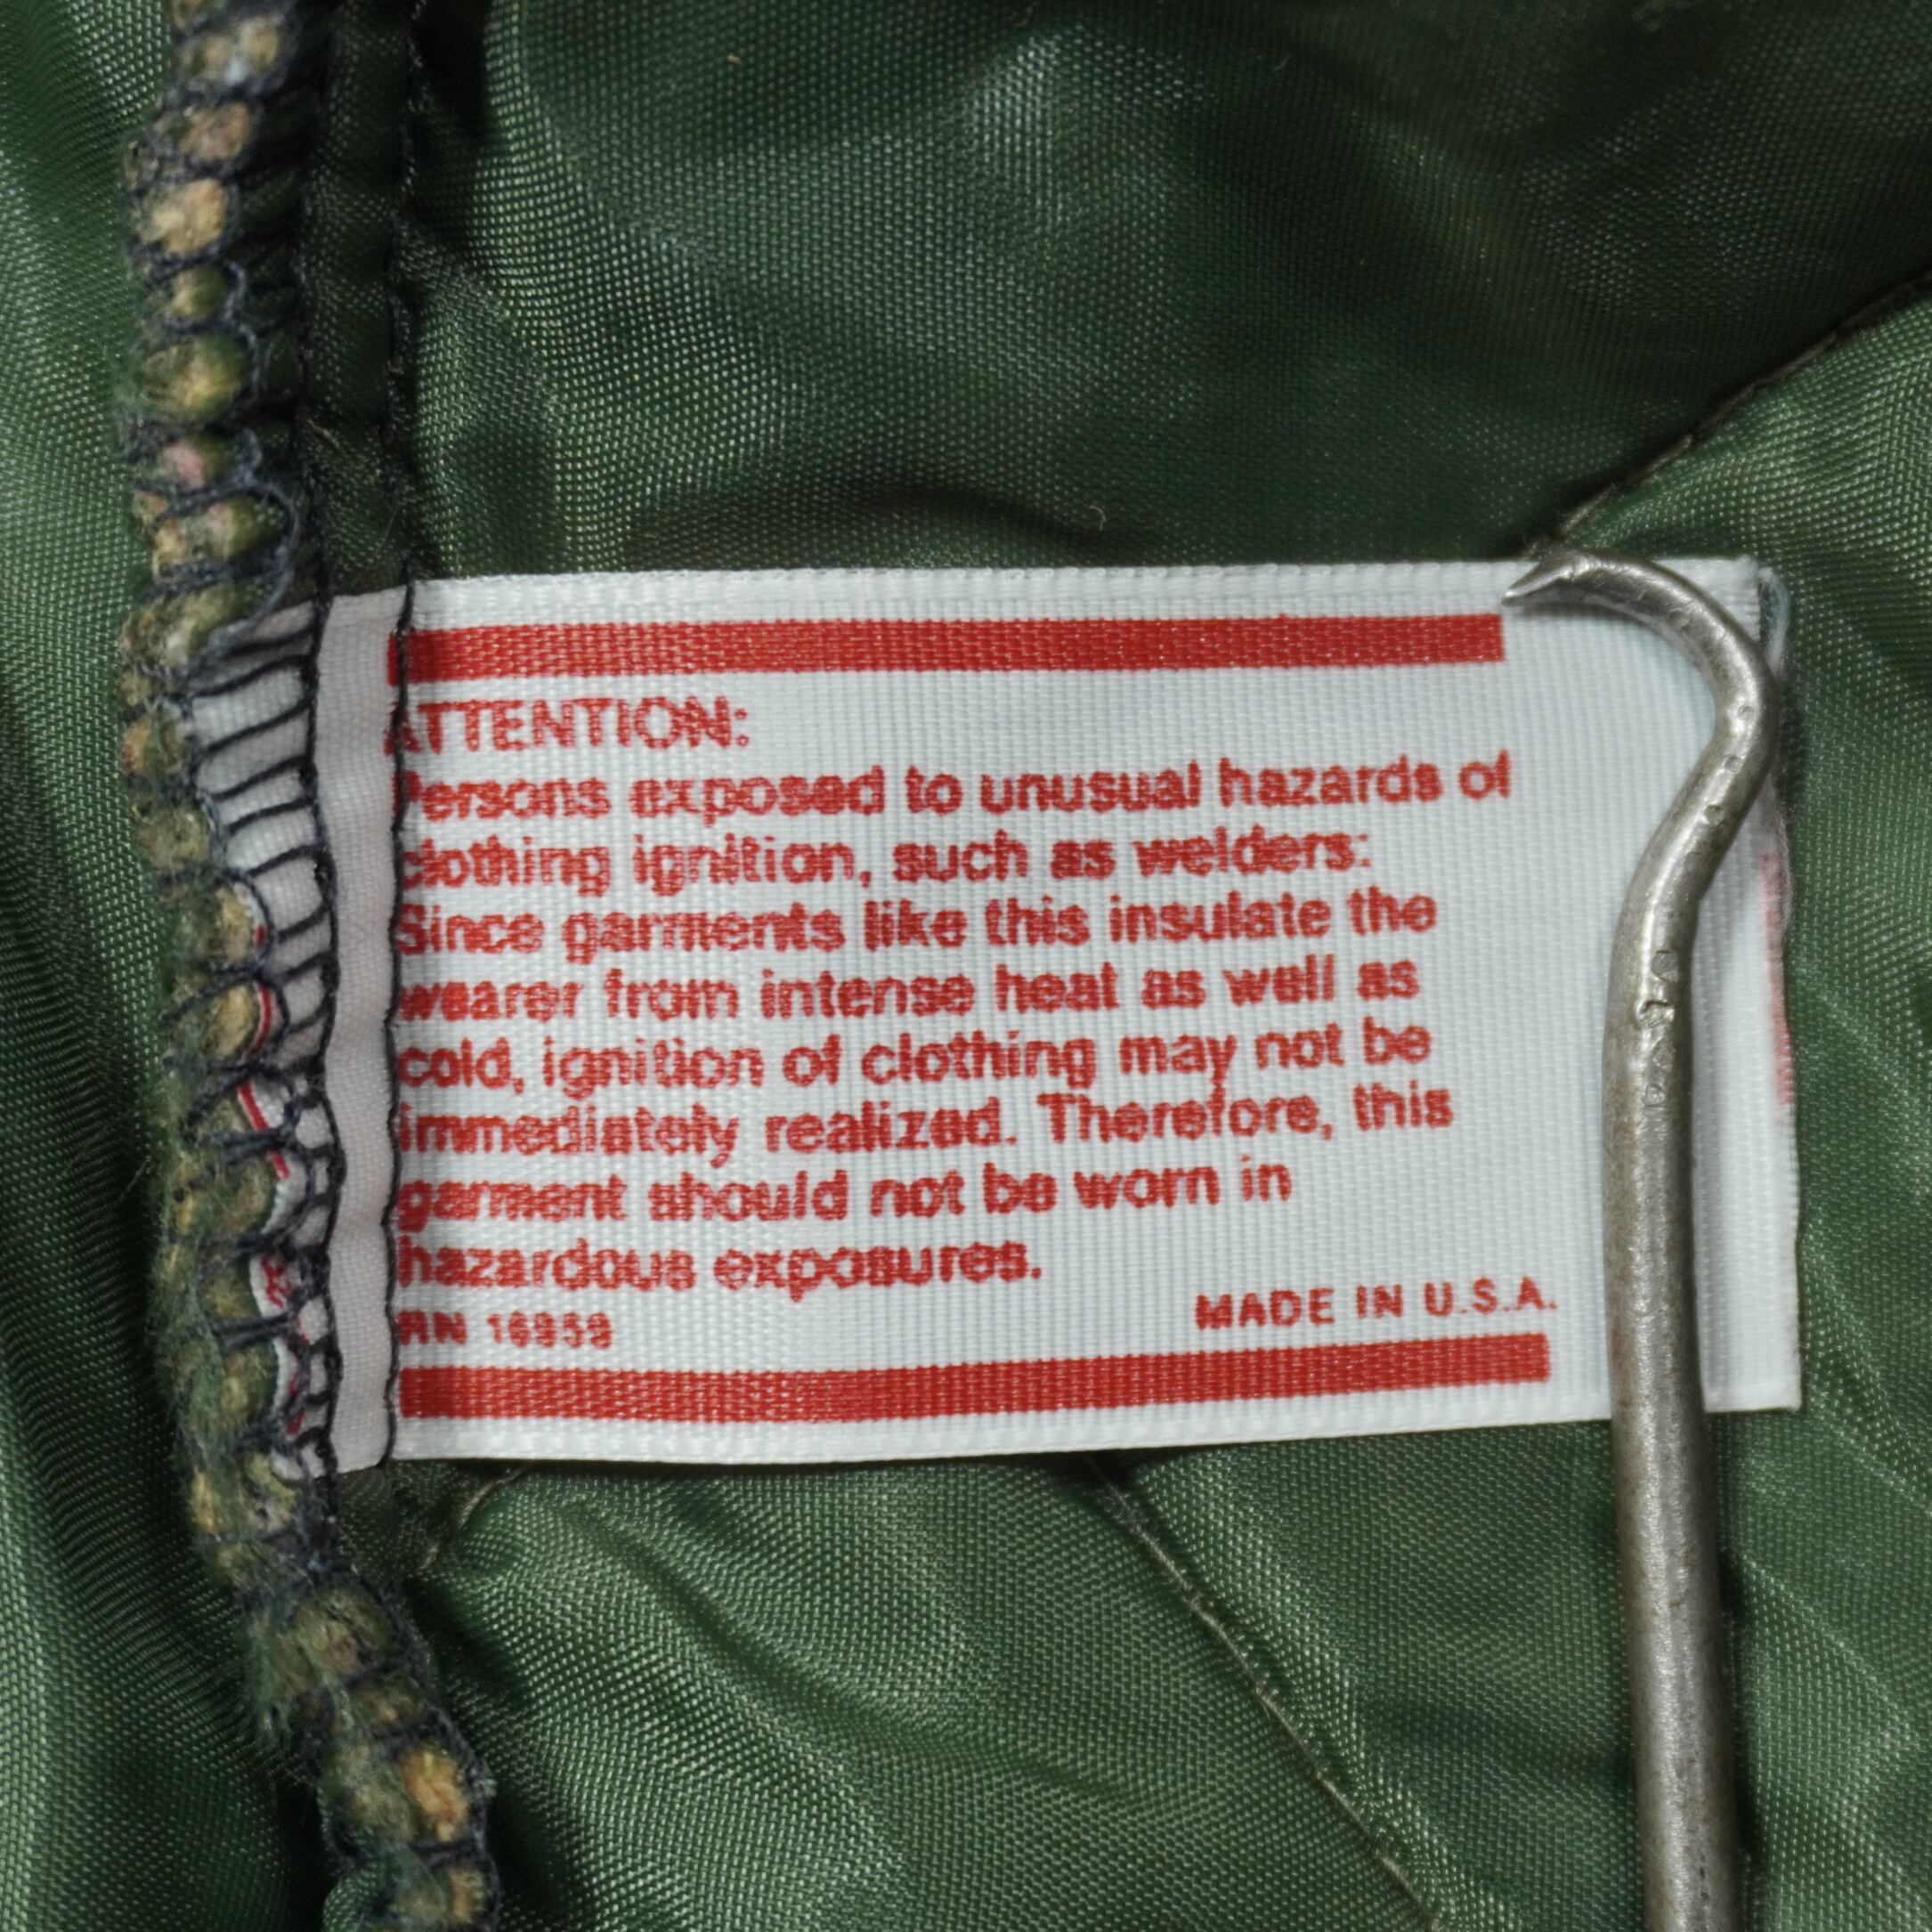 ATTENTION:
Persons exposed to unusual hazards of
clothing ignition, such as welders:
Since garments like this insulate the
wearer from intense heat as well as
cold, ignition of clothing may not be
immediately realized. Therefore, this
garment should not be worn in
hazardous exposures.
RN 16959 MADE IN U.S.A.